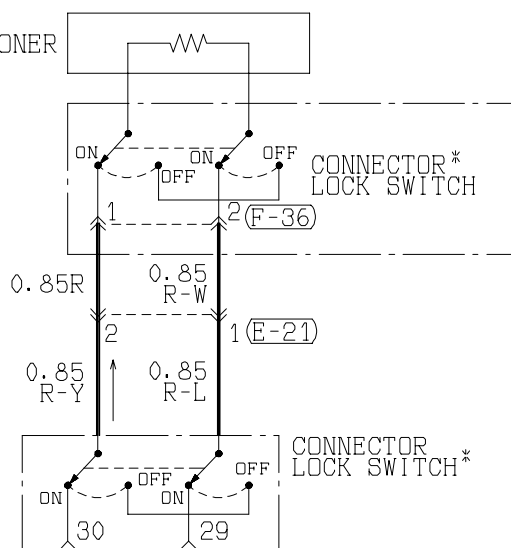 ONER
ON
OFF
ON
OFF
CONNECTOR*
LOCK SWITCH
1
2
F-36
0.85R
0.85
R-W
2
1
E-21
0.85
R-Y
0.85
R-L
CONNECTOR
LOCK SWITCH*
ON
OFF
ON
OFF
30
29